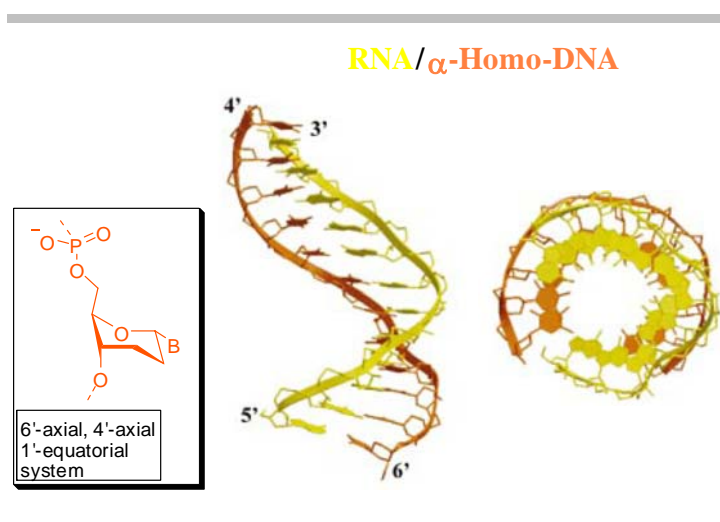 RNA/α-Homo-DNA
4’
3’
⁻O
P
O
O
O
B
O
5’
6’
6'-axial, 4'-axial
1'-equatorial
system